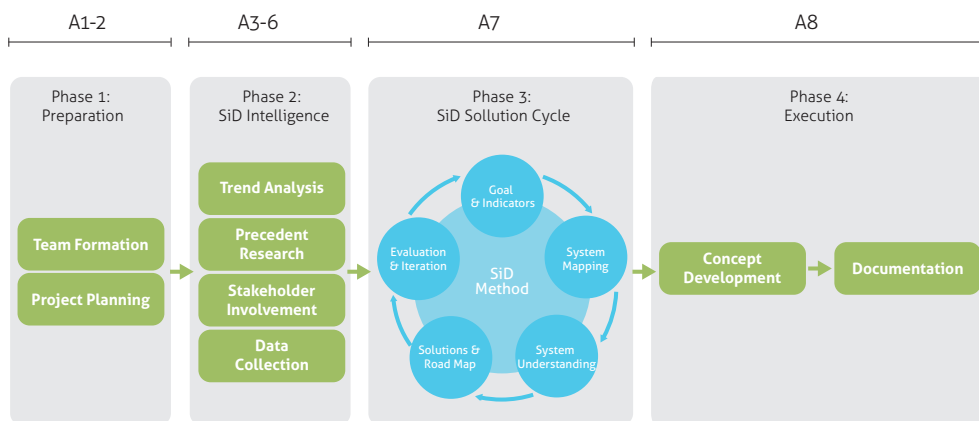 A1-2
A3-6
A7
A8
Phase 1:
Preparation
Team Formation
Project Planning
Phase 2:
SiD Intelligence
Trend Analysis
Precedent
Research
Stakeholder
Involvement
Data
Collection
Phase 3:
SiD Sollution Cycle
Goal
& Indicators
System
Mapping
System
Understanding
Solutions &
Road Map
Evaluation
& Iteration
SiD
Method
Phase 4:
Execution
Concept
Development
Documentation